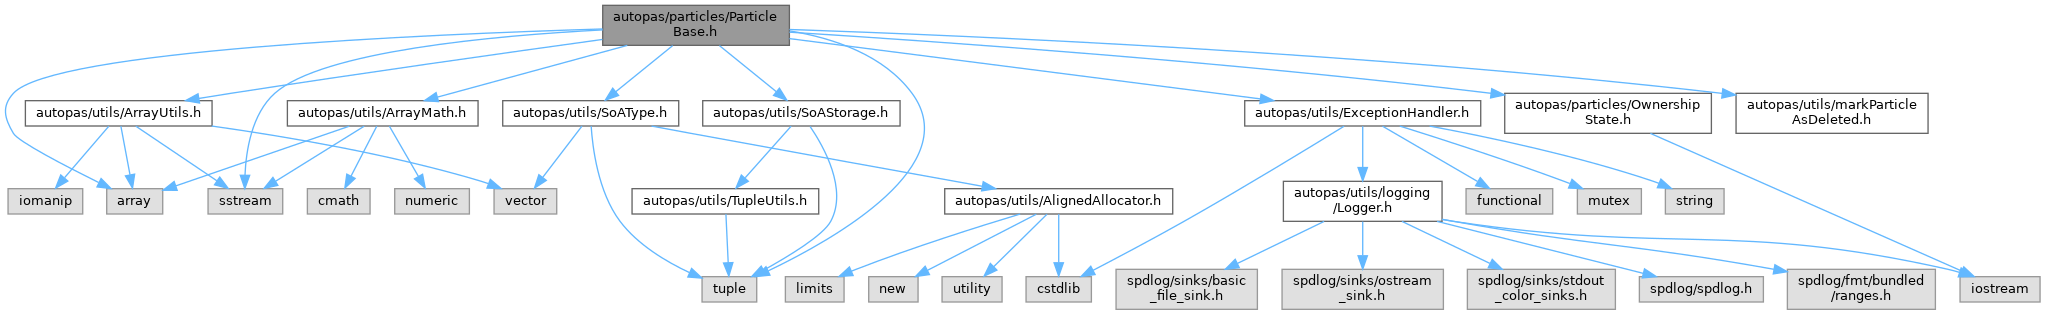 autopas/particles/Particle
Base.h
autopas/utils/ArrayUtils.h
autopas/utils/ArrayMath.h
autopas/utils/SoAType.h
autopas/utils/SoAStorage.h
autopas/utils/ExceptionHandler.h
autopas/particles/Ownership
State.h
autopas/utils/markParticle
AsDeleted.h
iomanip
array
sstream
cmath
numeric
vector
autopas/utils/TupleUtils.h
autopas/utils/AlignedAllocator.h
autopas/utils/logging
/Logger.h
functional
mutex
string
tuple
limits
new
utility
cstdlib
spdlog/sinks/basic
_file_sink.h
spdlog/sinks/ostream
_sink.h
spdlog/sinks/stdout
_color_sinks.h
spdlog/spdlog.h
spdlog/fmt/bundled
/ranges.h
iostream